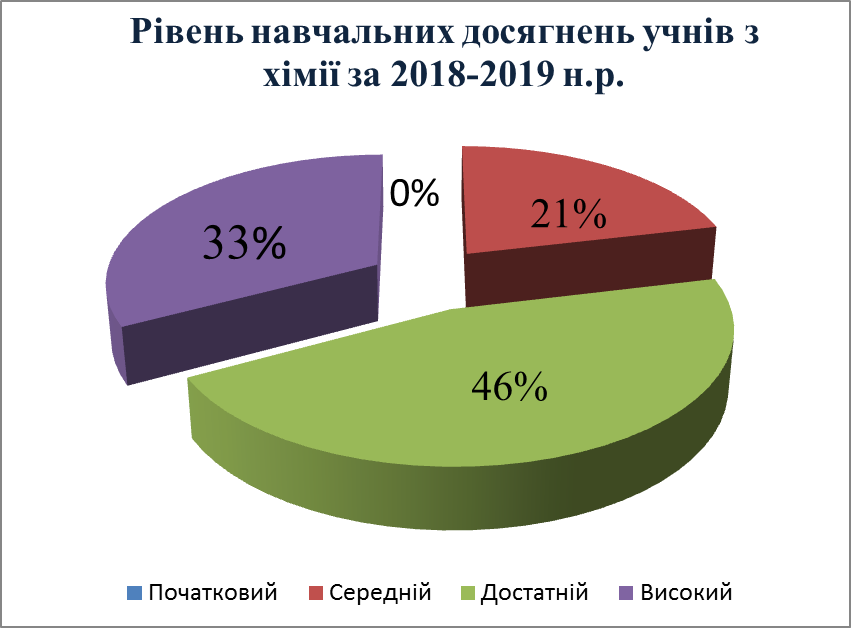 Рівень навчальних досягнень учнів з
хімії за 2018-2019 н.р.
0%
21%
33%
46%
Початковий Середній Достатній Високий